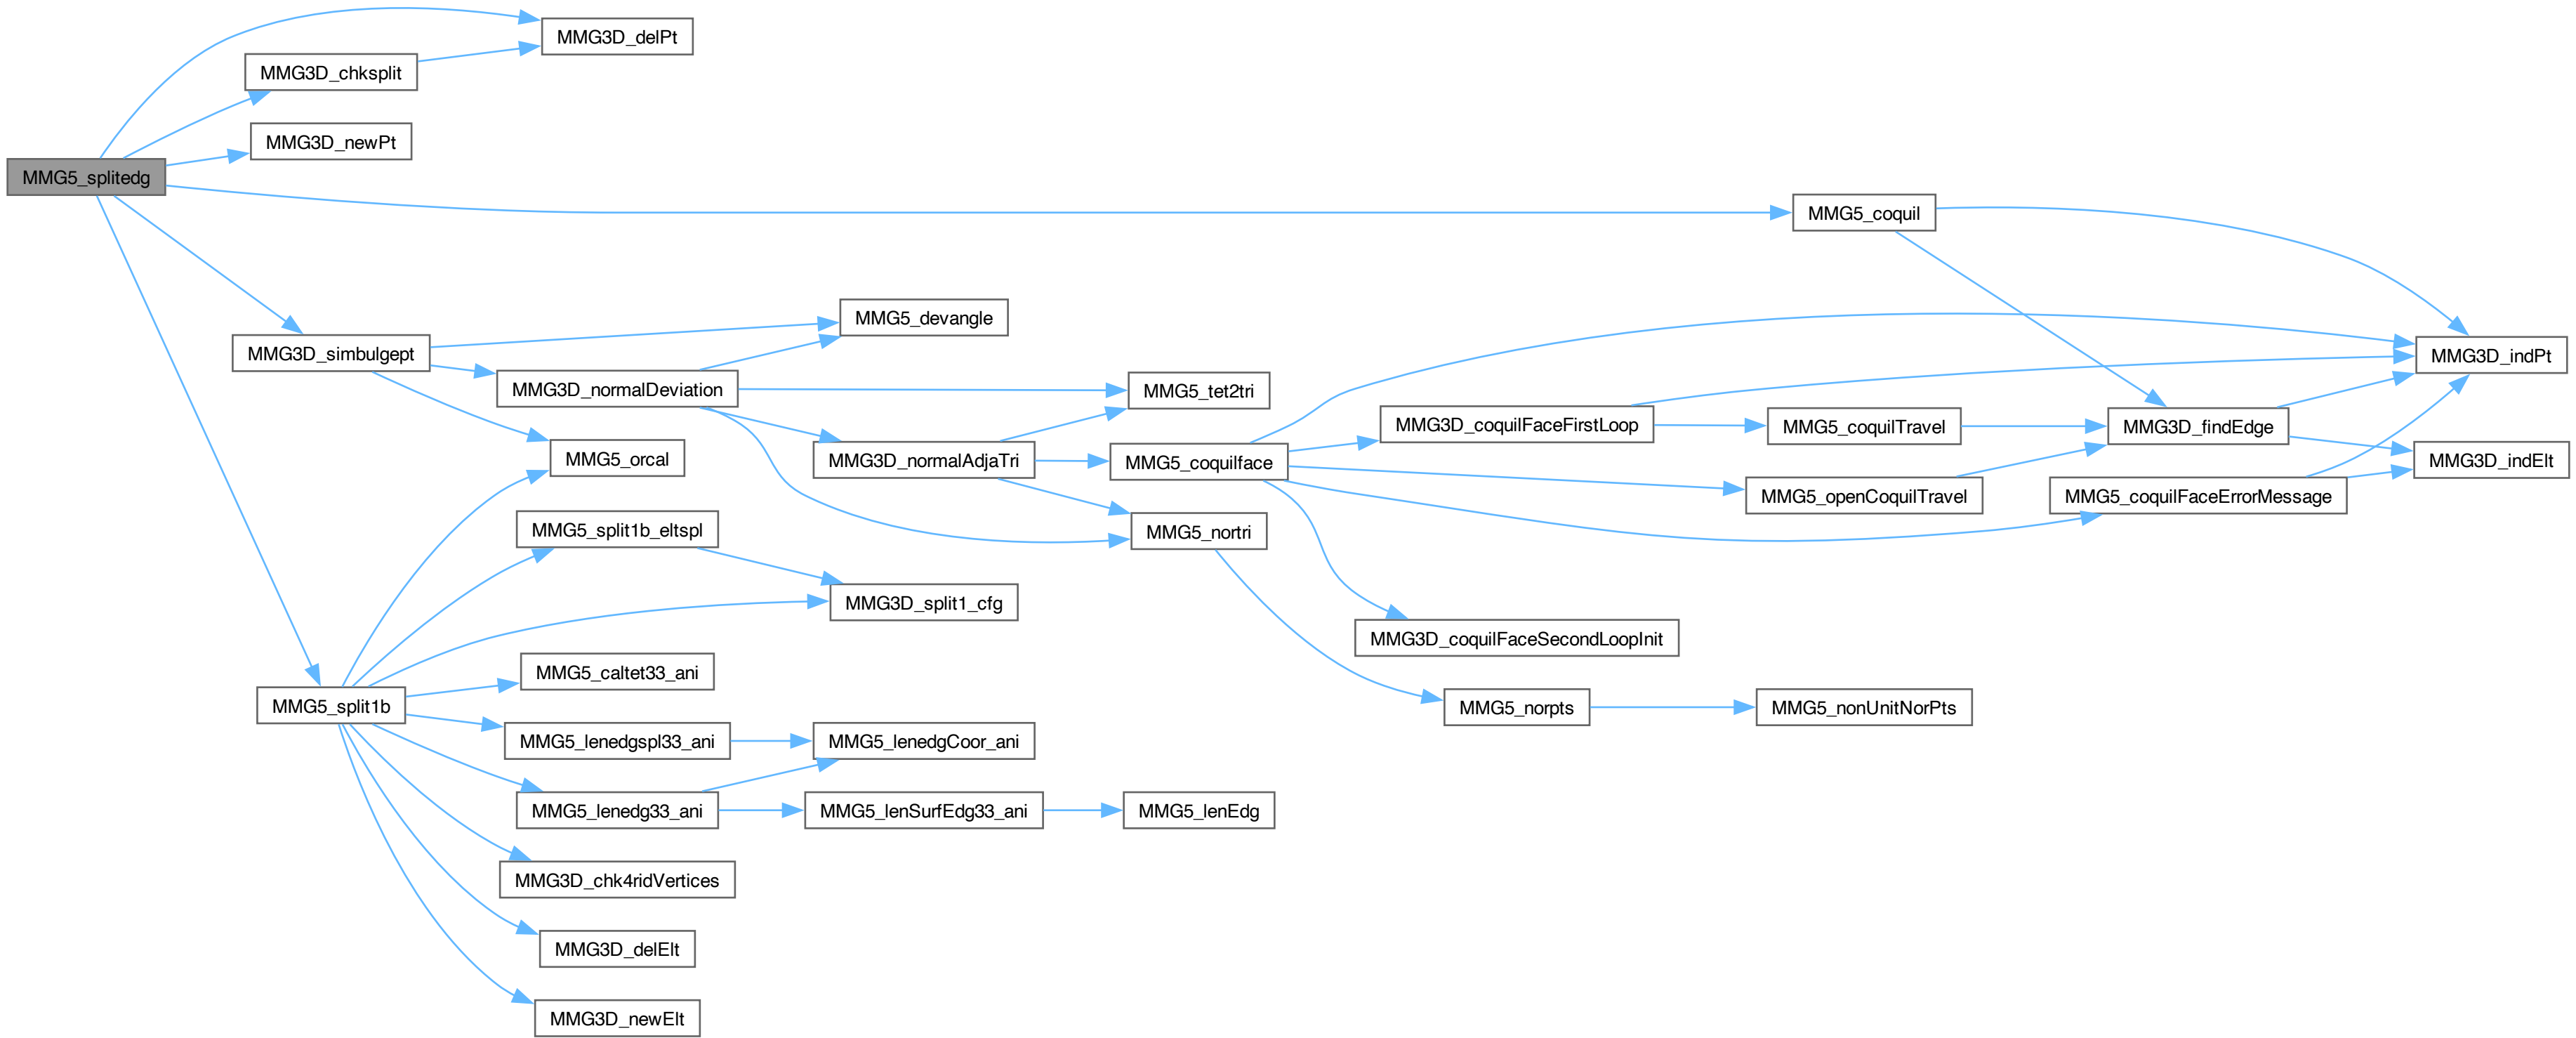 MMG3D_delPt
MMG3D_chksplit
MMG3D_newPt
MMG5_splitedg
MMG5_coquil
MMG5_devangle
MMG3D_simbulgept
MMG3D_indPt
MMG3D_normalDeviation
MMG5_tet2tri
MMG3D_coquilFaceFirstLoop
MMG5_coquilTravel
MMG3D_findEdge
MMG5_orcal
MMG3D_normalAdjaTri
MMG5_coquilface
MMG3D_indElt
MMG5_openCoquilTravel
MMG5_coquilFaceErrorMessage
MMG5_split1b_eltspl
MMG5_nortri
MMG3D_split1_cfg
MMG3D_coquilFaceSecondLoopInit
MMG5_caltet33_ani
MMG5_split1b
MMG5_norpts
MMG5_nonUnitNorPts
MMG5_lenedgspl33_ani
MMG5_lenedgCoor_ani
MMG5_lenedg33_ani
MMG5_lenSurfEdg33_ani
MMG5_lenEdg
MMG3D_chk4ridVertices
MMG3D_delElt
MMG3D_newElt